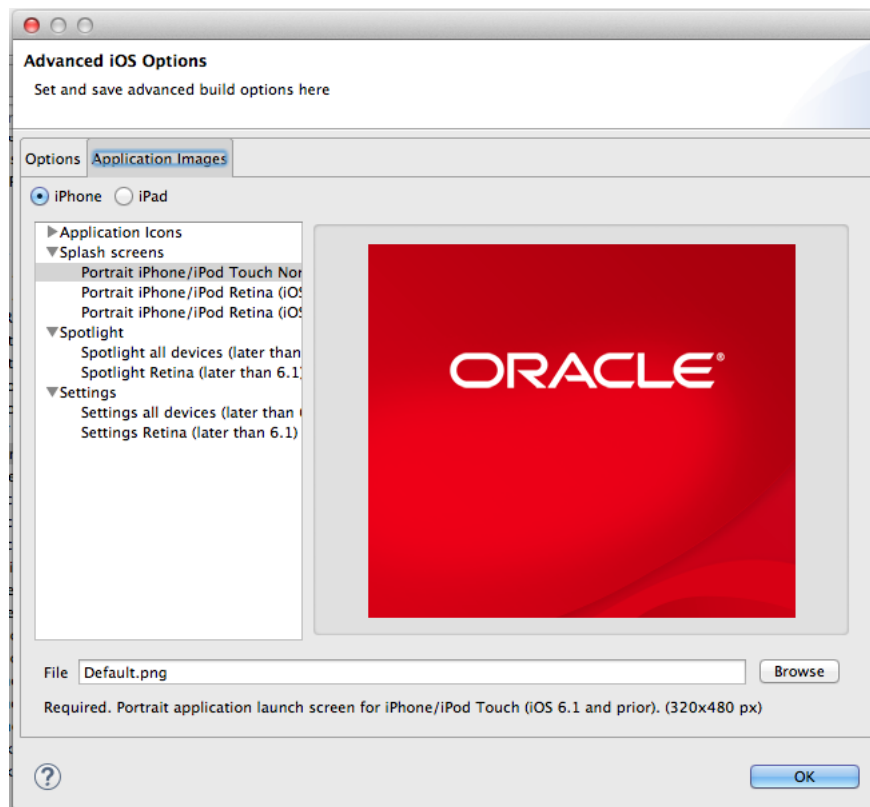 Advanced iOS Options
Set and save advanced build options here
Options Application Images
iPhone iPad
Application Icons
Splash screens
Portrait iPhone/iPod Touch Nor
Portrait iPhone/iPod Retina (iOS
Portrait iPhone/iPod Retina (iOS
Spotlight
Spotlight all devices (later than
Spotlight Retina (later than 6.1)
Settings
Settings all devices (later than
Settings Retina (later than 6.1)
ORACLE®
File Default.png Browse
Required. Portrait application launch screen for iPhone/iPod Touch (iOS 6.1 and prior). (320x480 px)
? OK